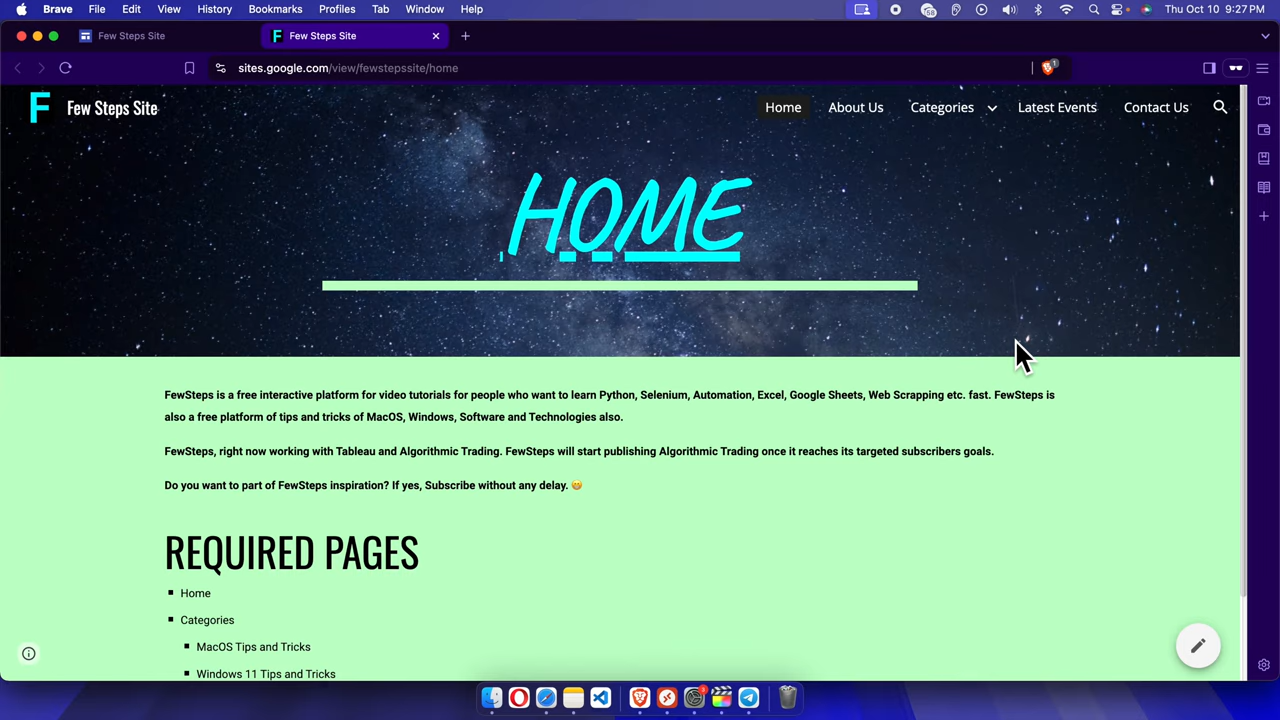 Brave File Edit View History Bookmarks Profiles Tab Window Help 58 Thu Oct 10 9:27 PM
Few Steps Site
F Few Steps Site
sites.google.com/view/fewstepssite/home
1
F Few Steps Site
Home About Us Categories Latest Events Contact Us
HOME
FewSteps is a free interactive platform for video tutorials for people who want to learn Python, Selenium, Automation, Excel, Google Sheets, Web Scrapping etc. fast. FewSteps is
also a free platform of tips and tricks of MacOS, Windows, Software and Technologies also.
FewSteps, right now working with Tableau and Algorithmic Trading. FewSteps will start publishing Algorithmic Trading once it reaches its targeted subscribers goals.
Do you want to part of FewSteps inspiration? If yes, Subscribe without any delay. 😁
REQUIRED PAGES
Home
Categories
MacOS Tips and Tricks
Windows 11 Tips and Tricks
3